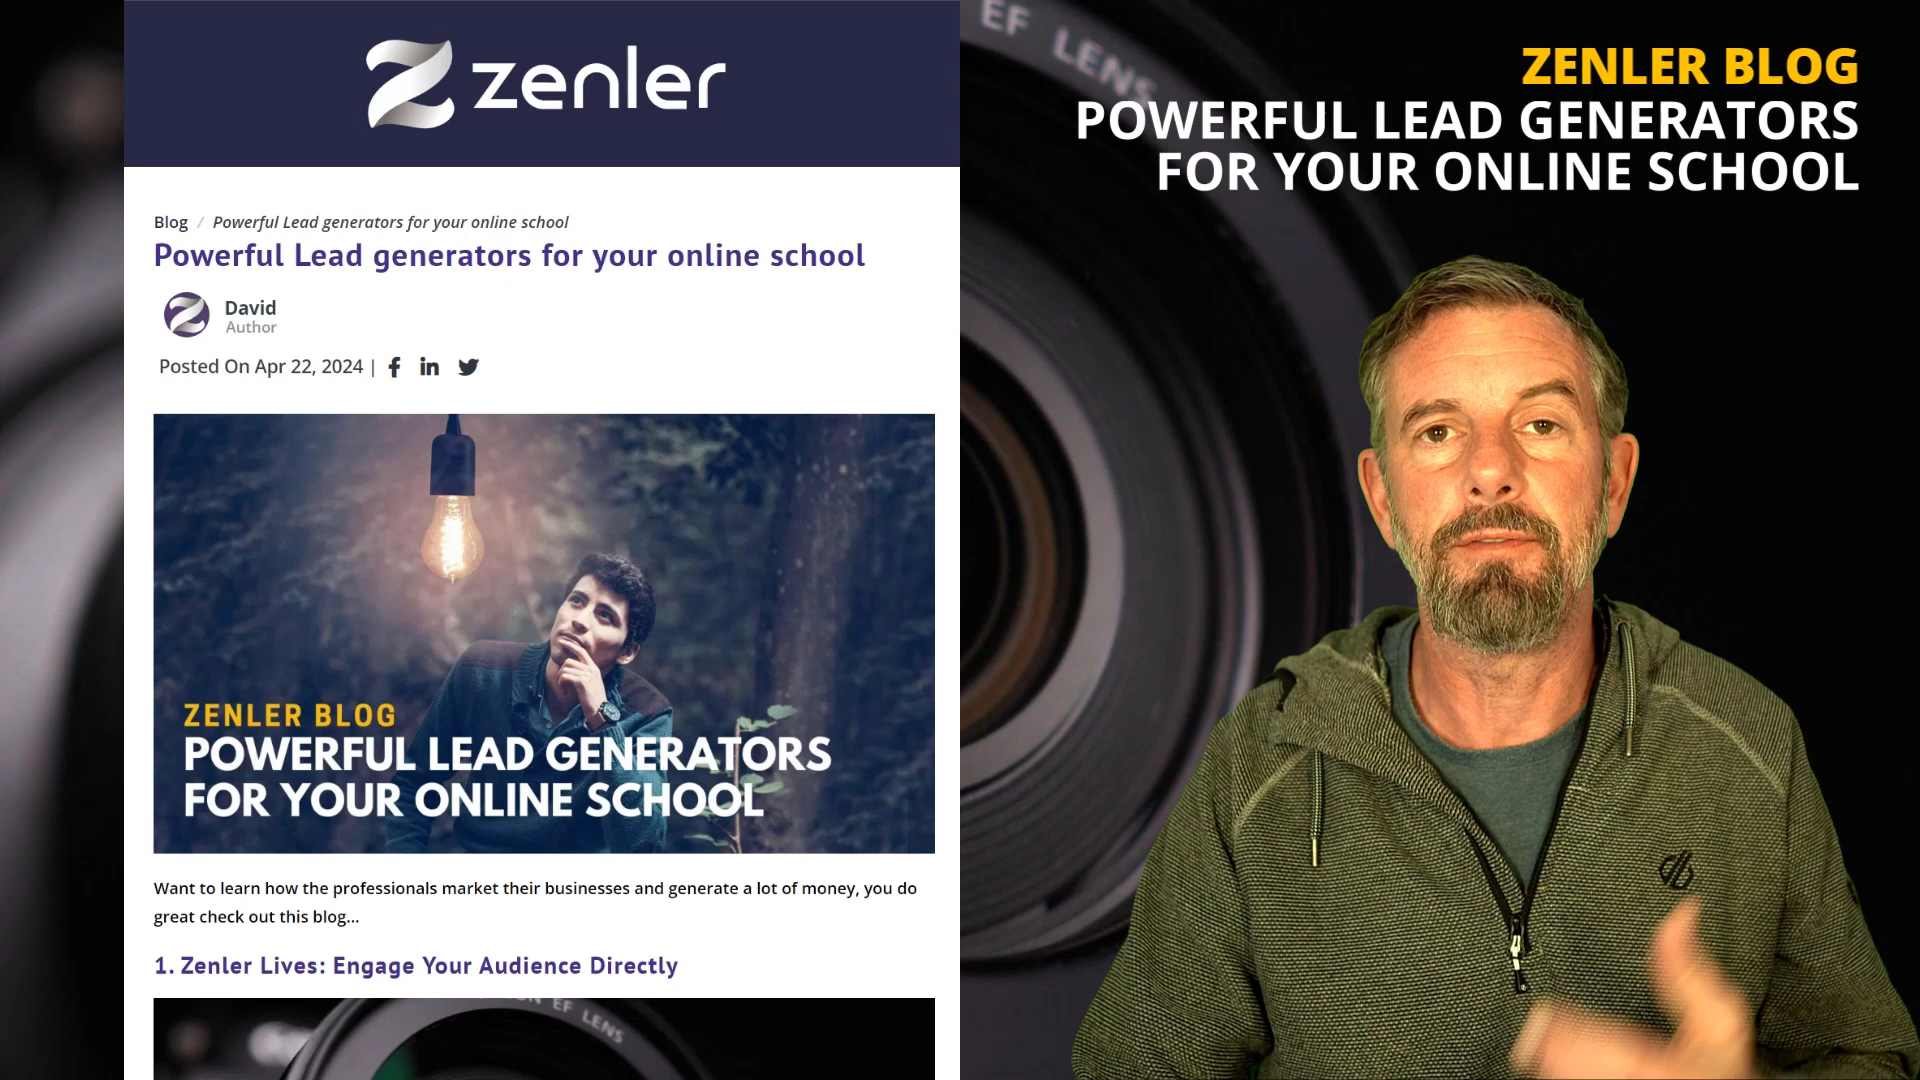 zenler
Blog / Powerful Lead generators for your online school
Powerful Lead generators for your online school
David
Author
Posted On Apr 22, 2024 |
ZENLER BLOG
POWERFUL LEAD GENERATORS
FOR YOUR ONLINE SCHOOL
Want to learn how the professionals market their businesses and generate a lot of money, you do
great check out this blog...
1. Zenler Lives: Engage Your Audience Directly
EF LENS
EF LENS
ZENLER BLOG
POWERFUL LEAD GENERATORS
FOR YOUR ONLINE SCHOOL